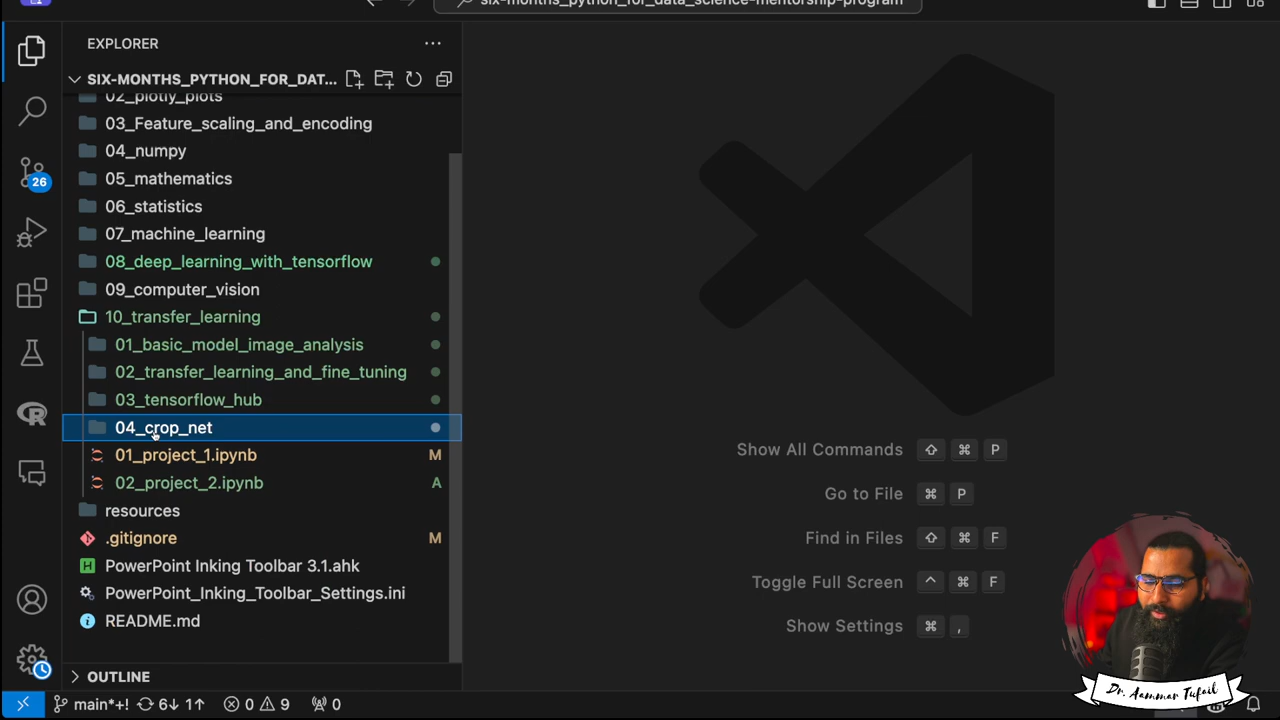 six-months_python_for_data_science-mentorship-program
EXPLORER
SIX-MONTHS_PYTHON_FOR_DAT...
02_plotly_plots
03_Feature_scaling_and_encoding
04_numpy
05_mathematics
26
06_statistics
07_machine_learning
08_deep_learning_with_tensorflow
09_computer_vision
10_transfer_learning
01_basic_model_image_analysis
02_transfer_learning_and_fine_tuning
03_tensorflow_hub
04_crop_net
01_project_1.ipynb M
02_project_2.ipynb A
resources
.gitignore M
PowerPoint Inking Toolbar 3.1.ahk
PowerPoint_Inking_Toolbar_Settings.ini
README.md
OUTLINE
Show All Commands ⇧ ⌘ P
Go to File ⌘ P
Find in Files ⇧ ⌘ F
Toggle Full Screen ^ ⌘ F
Show Settings ⌘ ,
Dr. Aammar Tufail
main*+! 6↓ 1↑ 0 9 0